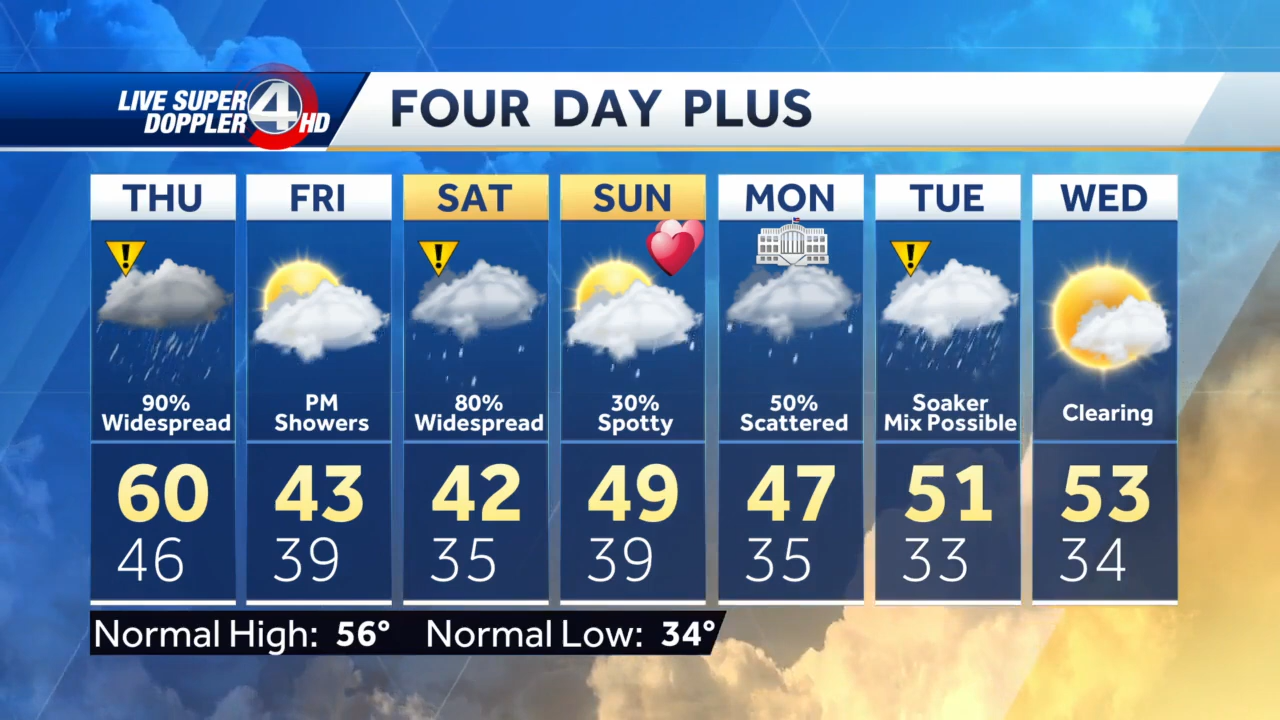 LIVE SUPER
DOPPLER 4 HD
FOUR DAY PLUS
THU FRI SAT SUN MON TUE WED
! ! !
90% Widespread
PM Showers
80% Widespread
30% Spotty
50% Scattered
Soaker Mix Possible
Clearing
60 43 42 49 47 51 53
46 39 35 39 35 33 34
Normal High: 56° Normal Low: 34°